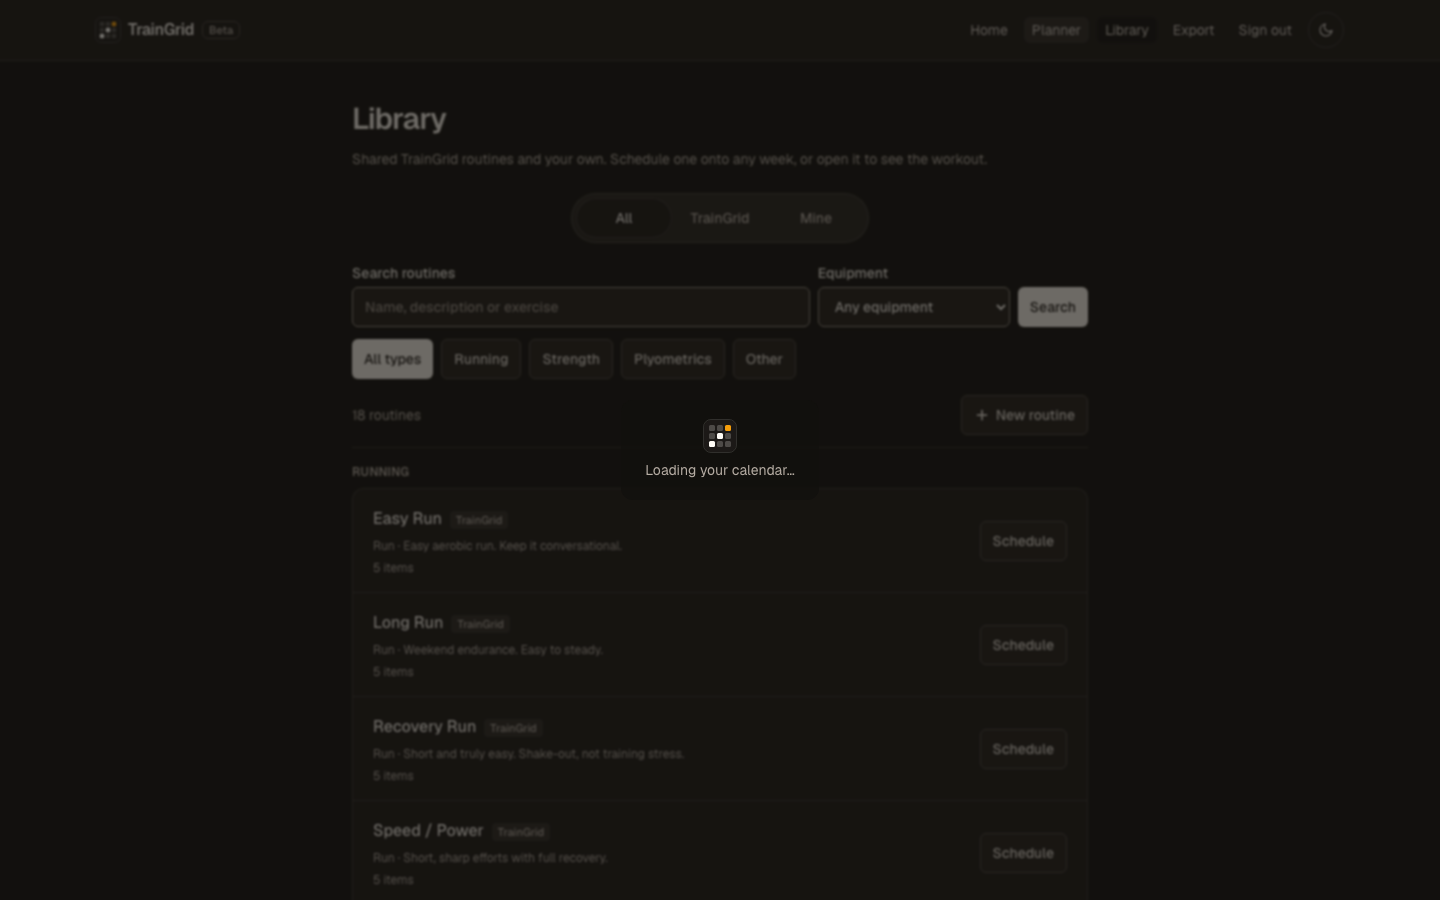 TrainGrid Beta
Home Planner Library Export Sign out
Library
Shared TrainGrid routines and your own. Schedule one onto any week, or open it to see the workout.
All TrainGrid Mine
Search routines Equipment
Name, description or exercise Any equipment Search
All types Running Strength Plyometrics Other
18 routines + New routine
Loading your calendar...
RUNNING
Easy Run TrainGrid
Run · Easy aerobic run. Keep it conversational.
5 items
Schedule
Long Run TrainGrid
Run · Weekend endurance. Easy to steady.
5 items
Schedule
Recovery Run TrainGrid
Run · Short and truly easy. Shake-out, not training stress.
5 items
Schedule
Speed / Power TrainGrid
Run · Short, sharp efforts with full recovery.
5 items
Schedule